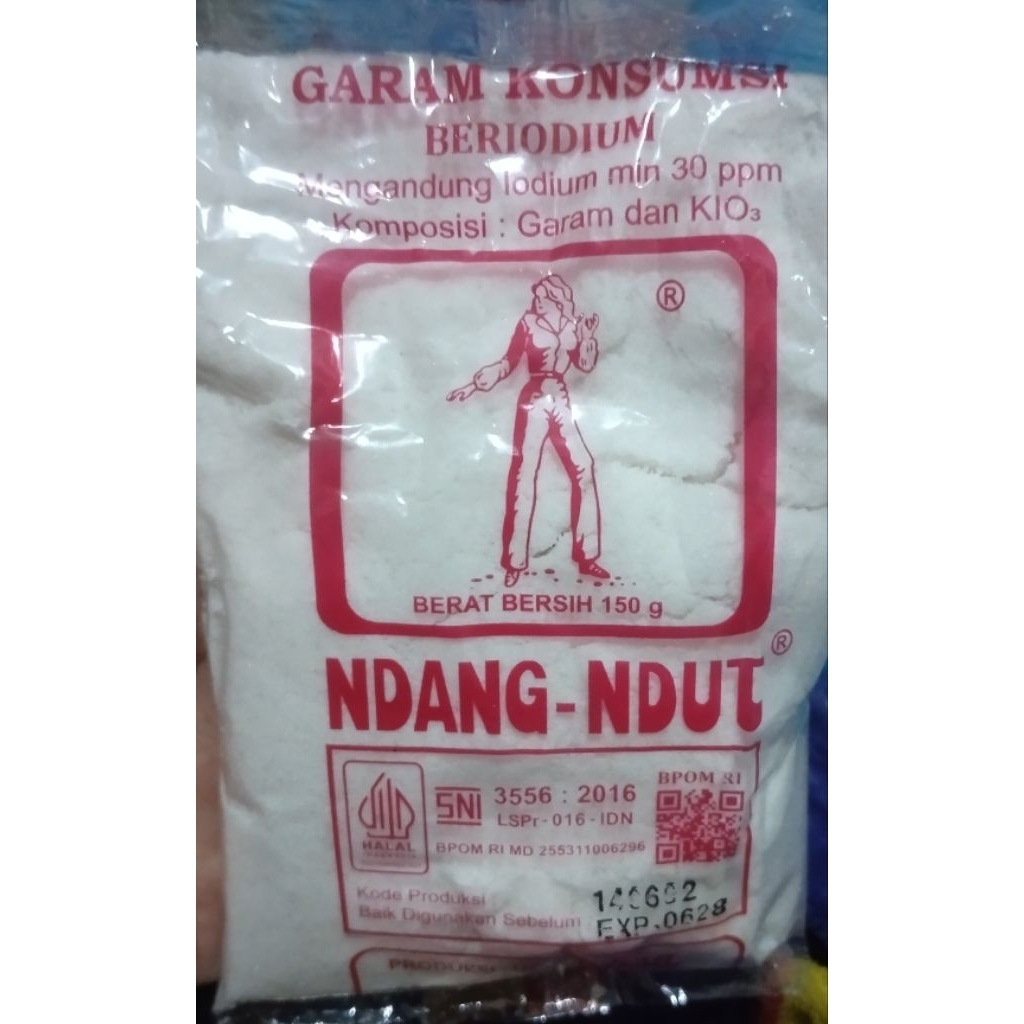 GARAM KONSUMSI
BERIODIUM
Mengandung Iodium min 30 ppm
Komposisi : Garam dan KIO₃
®
BERAT BERSIH 150 g
NDANG-NDUT ®
BPOM RI
SNI 3556 : 2016
LSPr - 016 - IDN
HALAL
BPOM RI MD 255311006296
Kode Produksi :
Baik Digunakan Sebelum
EXP.0628